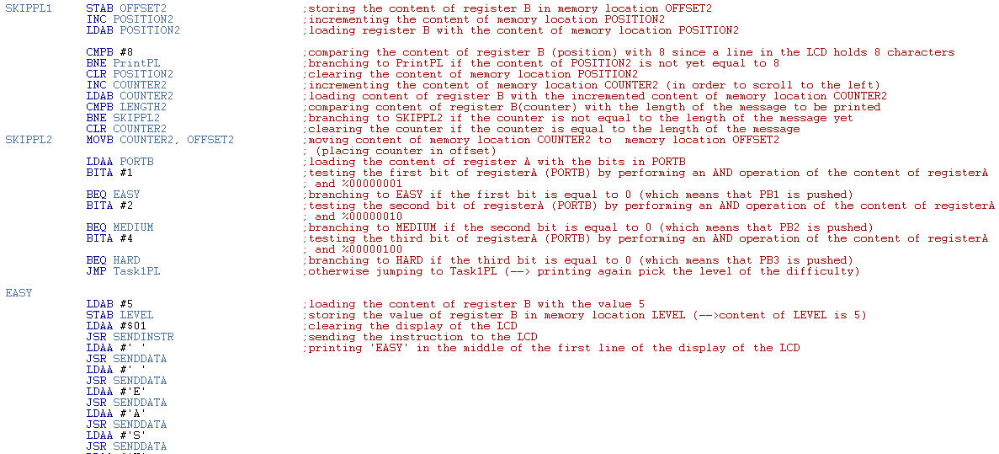 SKIPPL1 STAB OFFSET2 ;storing the content of register B in memory location OFFSET2
INC POSITION2 ;incrementing the content of memory location POSITION2
LDAB POSITION2 ;loading register B with the content of memory location POSITION2
CMPB #8 ;comparing the content of register B (position) with 8 since a line in the LCD holds 8 characters
BNE PrintPL ;branching to PrintPL if the content of POSITION2 is not yet equal to 8
CLR POSITION2 ;clearing the content of memory location POSITION2
INC COUNTER2 ;incrementing the content of memory location COUNTER2 (in order to scroll to the left)
LDAB COUNTER2 ;loading content of register B with the incremented content of memory location COUNTER2
CMPB LENGTH2 ;comparing content of register B(counter) with the length of the message to be printed
BNE SKIPPL2 ;branching to SKIPPL2 if the counter is not equal to the length of the message yet
CLR COUNTER2 ;clearing the counter if the counter is equal to the length of the message
SKIPPL2 MOVB COUNTER2, OFFSET2 ;moving content of memory location COUNTER2 to  memory location OFFSET2
; (placing counter in offset)
LDAA PORTB ;loading the content of register A with the bits in PORTB
BITA #1 ;testing the first bit of registerA (PORTB) by performing an AND operation of the content of registerA
; and %00000001
BEQ EASY ;branching to EASY if the first bit is equal to 0 (which means that PB1 is pushed)
BITA #2 ;testing the second bit of registerA (PORTB) by performing an AND operation of the content of registerA
; and %00000010
BEQ MEDIUM ;branching to MEDIUM if the second bit is equal to 0 (which means that PB2 is pushed)
BITA #4 ;testing the third bit of registerA (PORTB) by performing an AND operation of the content of registerA
; and %00000100
BEQ HARD ;branching to HARD if the third bit is equal to 0 (which means that PB3 is pushed)
JMP Task1PL ;otherwise jumping to Task1PL (--> printing again pick the level of the difficulty)
EASY
LDAB #5 ;loading the content of register B with the value 5
STAB LEVEL ;storing the value of register B in memory location LEVEL (-->content of LEVEL is 5)
LDAA #$01 ;clearing the display of the LCD
JSR SENDINSTR ;sending the instruction to the LCD
LDAA #' ' ;printing 'EASY' in the middle of the first line of the display of the LCD
JSR SENDDATA
LDAA #' '
JSR SENDDATA
LDAA #'E'
JSR SENDDATA
LDAA #'A'
JSR SENDDATA
LDAA #'S'
JSR SENDDATA